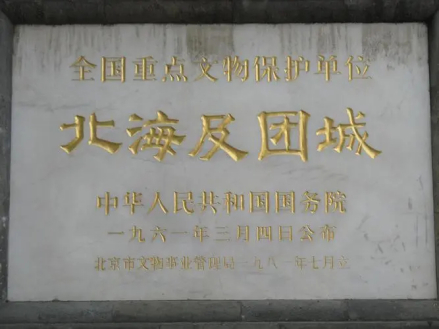 全国重点文物保护单位
北海及团城
中华人民共和国国务院
一九六一年三月四日公布
北京市文物事业管理局一九八一年七月立